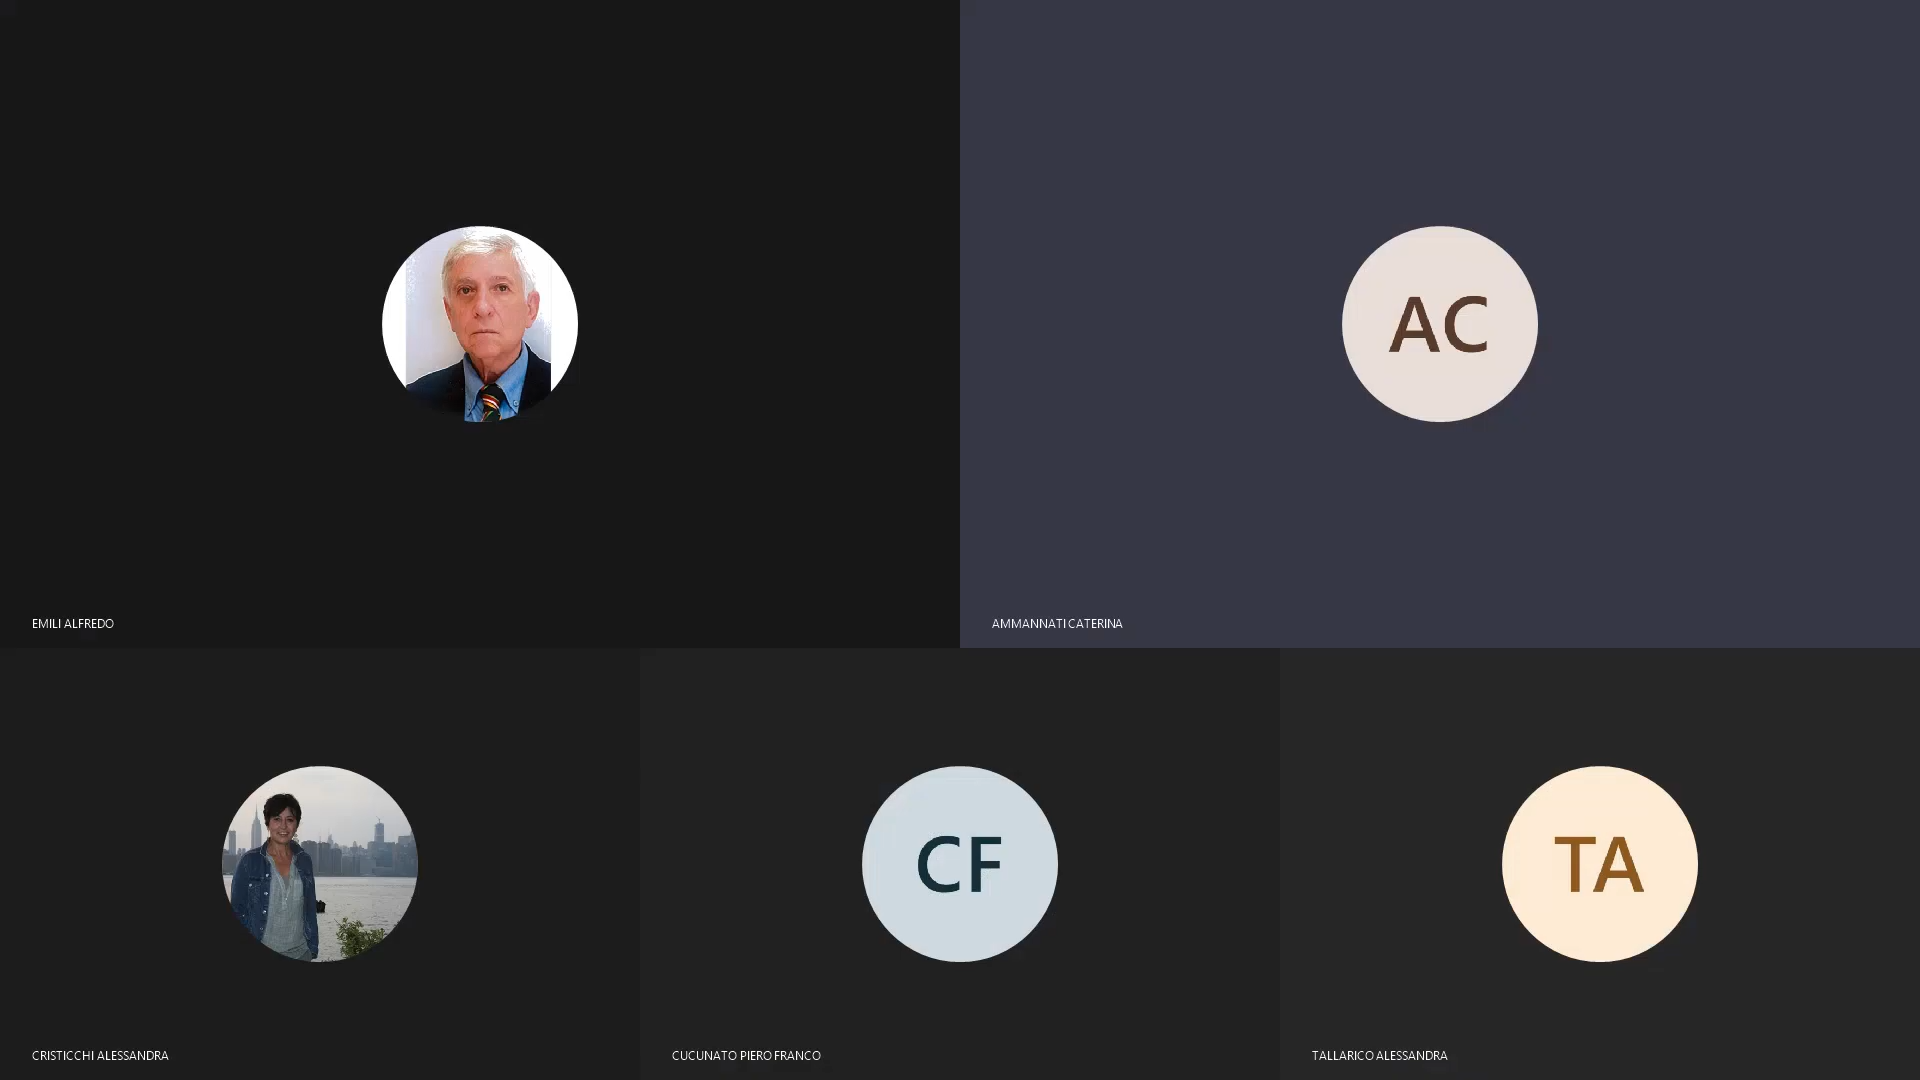 AC
EMILI ALFREDO
AMMANNATI CATERINA
CF
TA
CRISTICCHI ALESSANDRA
CUCUNATO PIERO FRANCO
TALLARICO ALESSANDRA